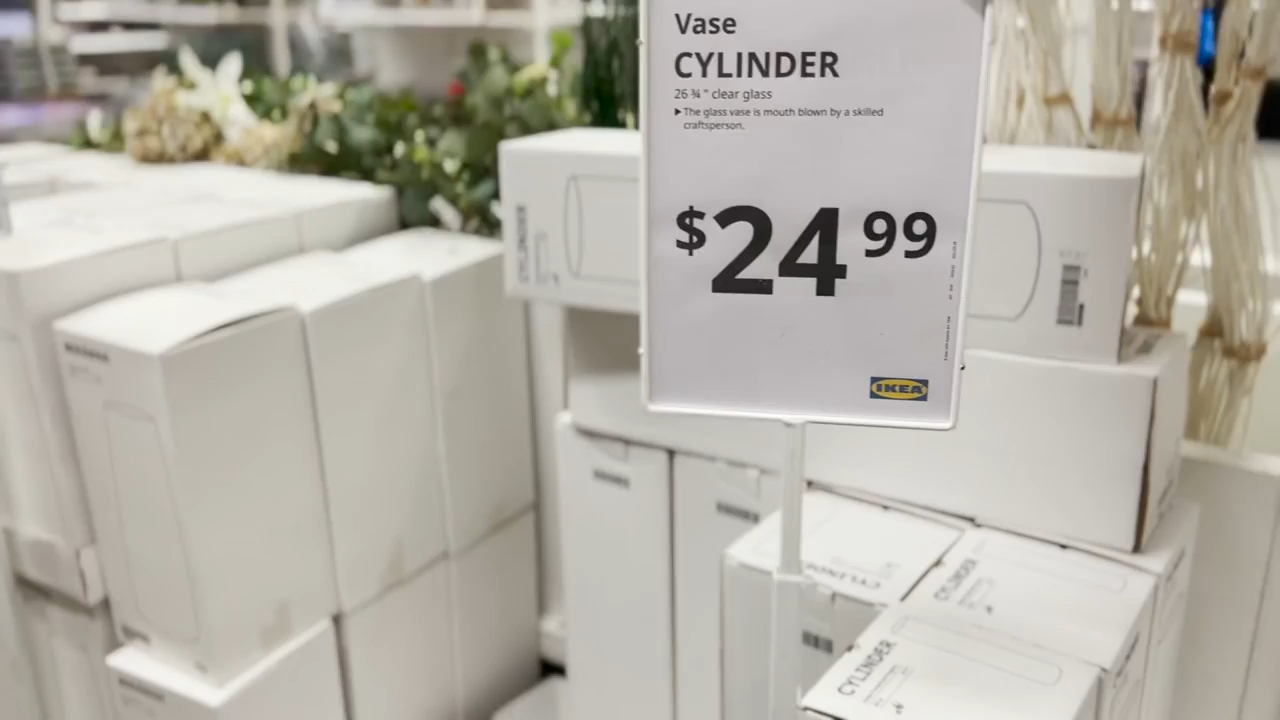 Vase
CYLINDER
26 ¾" clear glass
▶ The glass vase is mouth blown by a skilled
craftsperson.
$24 99
IKEA
CYLINDER
CYLINDER
CYLINDER
CYLINDER